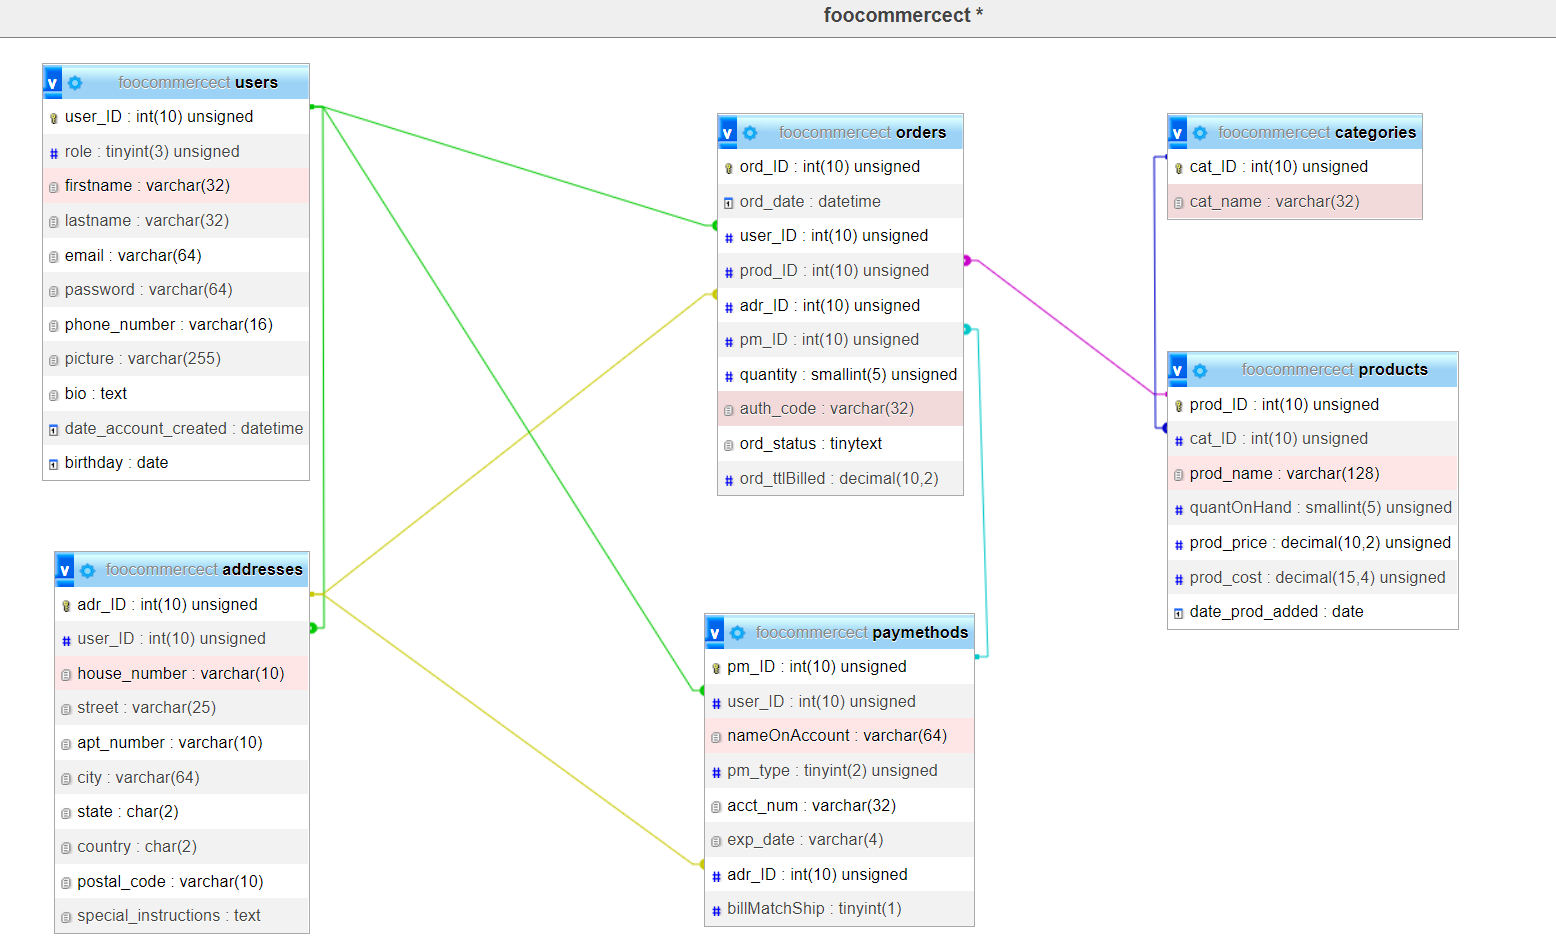 foocommercect *
v foocommercect users
user_ID : int(10) unsigned
# role : tinyint(3) unsigned
firstname : varchar(32)
lastname : varchar(32)
email : varchar(64)
password : varchar(64)
phone_number : varchar(16)
picture : varchar(255)
bio : text
date_account_created : datetime
birthday : date
v foocommercect addresses
adr_ID : int(10) unsigned
# user_ID : int(10) unsigned
house_number : varchar(10)
street : varchar(25)
apt_number : varchar(10)
city : varchar(64)
state : char(2)
country : char(2)
postal_code : varchar(10)
special_instructions : text
v foocommercect orders
ord_ID : int(10) unsigned
ord_date : datetime
# user_ID : int(10) unsigned
# prod_ID : int(10) unsigned
# adr_ID : int(10) unsigned
# pm_ID : int(10) unsigned
# quantity : smallint(5) unsigned
auth_code : varchar(32)
ord_status : tinytext
# ord_ttlBilled : decimal(10,2)
v foocommercect paymethods
pm_ID : int(10) unsigned
# user_ID : int(10) unsigned
nameOnAccount : varchar(64)
# pm_type : tinyint(2) unsigned
acct_num : varchar(32)
exp_date : varchar(4)
# adr_ID : int(10) unsigned
# billMatchShip : tinyint(1)
v foocommercect categories
cat_ID : int(10) unsigned
cat_name : varchar(32)
v foocommercect products
prod_ID : int(10) unsigned
# cat_ID : int(10) unsigned
prod_name : varchar(128)
# quantOnHand : smallint(5) unsigned
# prod_price : decimal(10,2) unsigned
# prod_cost : decimal(15,4) unsigned
date_prod_added : date